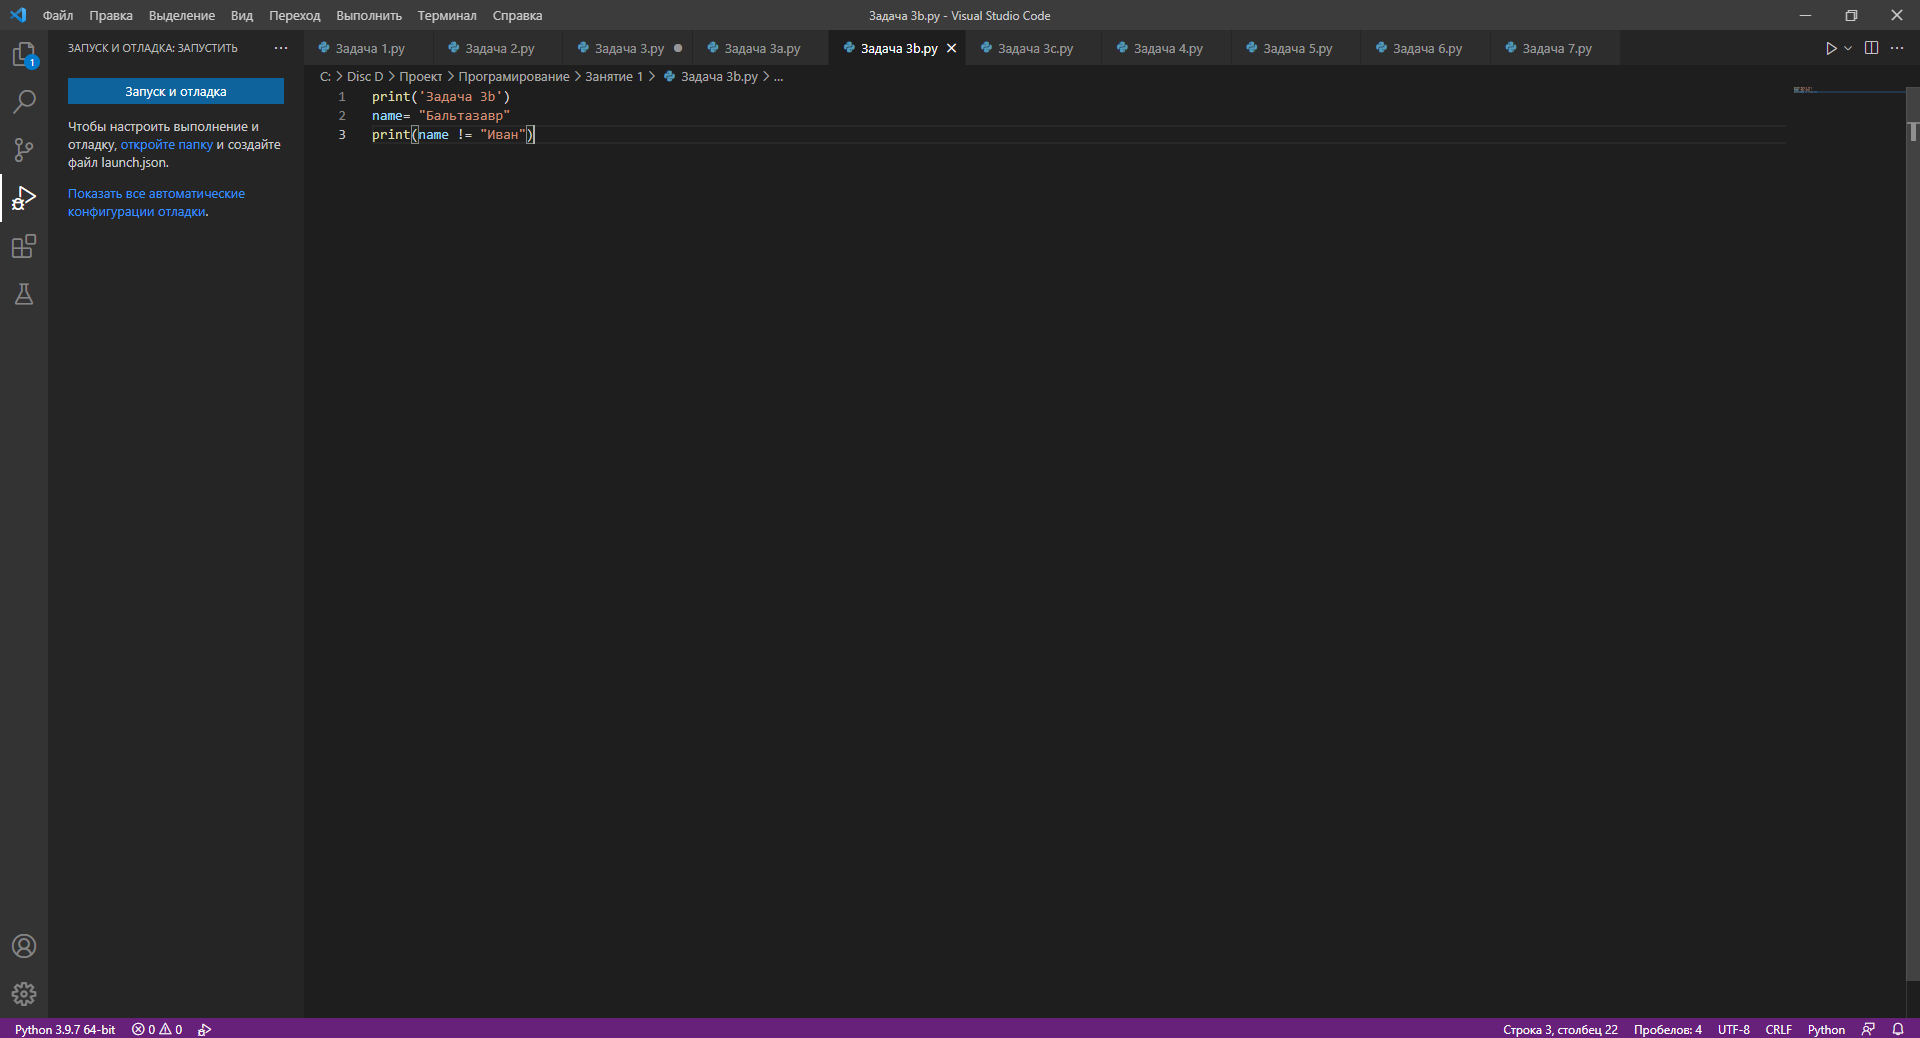 Файл Правка Выделение Вид Переход Выполнить Терминал Справка
Задача 3b.py - Visual Studio Code
1
ЗАПУСК И ОТЛАДКА: ЗАПУСТИТЬ
Запуск и отладка
Чтобы настроить выполнение и
отладку, откройте папку и создайте
файл launch.json.
Показать все автоматические
конфигурации отладки.
Задача 1.py Задача 2.py Задача 3.py Задача 3a.py Задача 3b.py Задача 3c.py Задача 4.py Задача 5.py Задача 6.py Задача 7.py
C: > Disc D > Проект > Програмирование > Занятие 1 > Задача 3b.py > ...
1 print('Задача 3b')
2 name= "Бальтазавр"
3 print(name != "Иван")
Python 3.9.7 64-bit 0 0
Строка 3, столбец 22 Пробелов: 4 UTF-8 CRLF Python